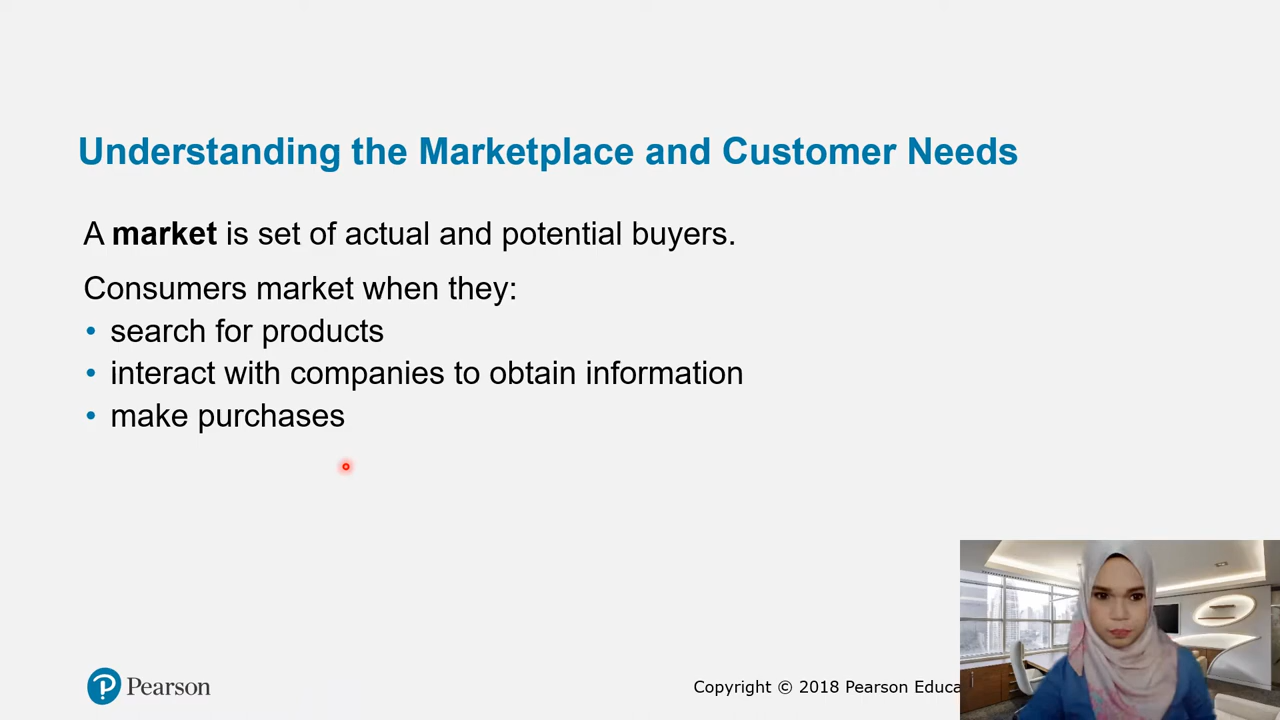 Understanding the Marketplace and Customer Needs
A market is set of actual and potential buyers.
Consumers market when they:
• search for products
• interact with companies to obtain information
• make purchases
Pearson
Copyright © 2018 Pearson